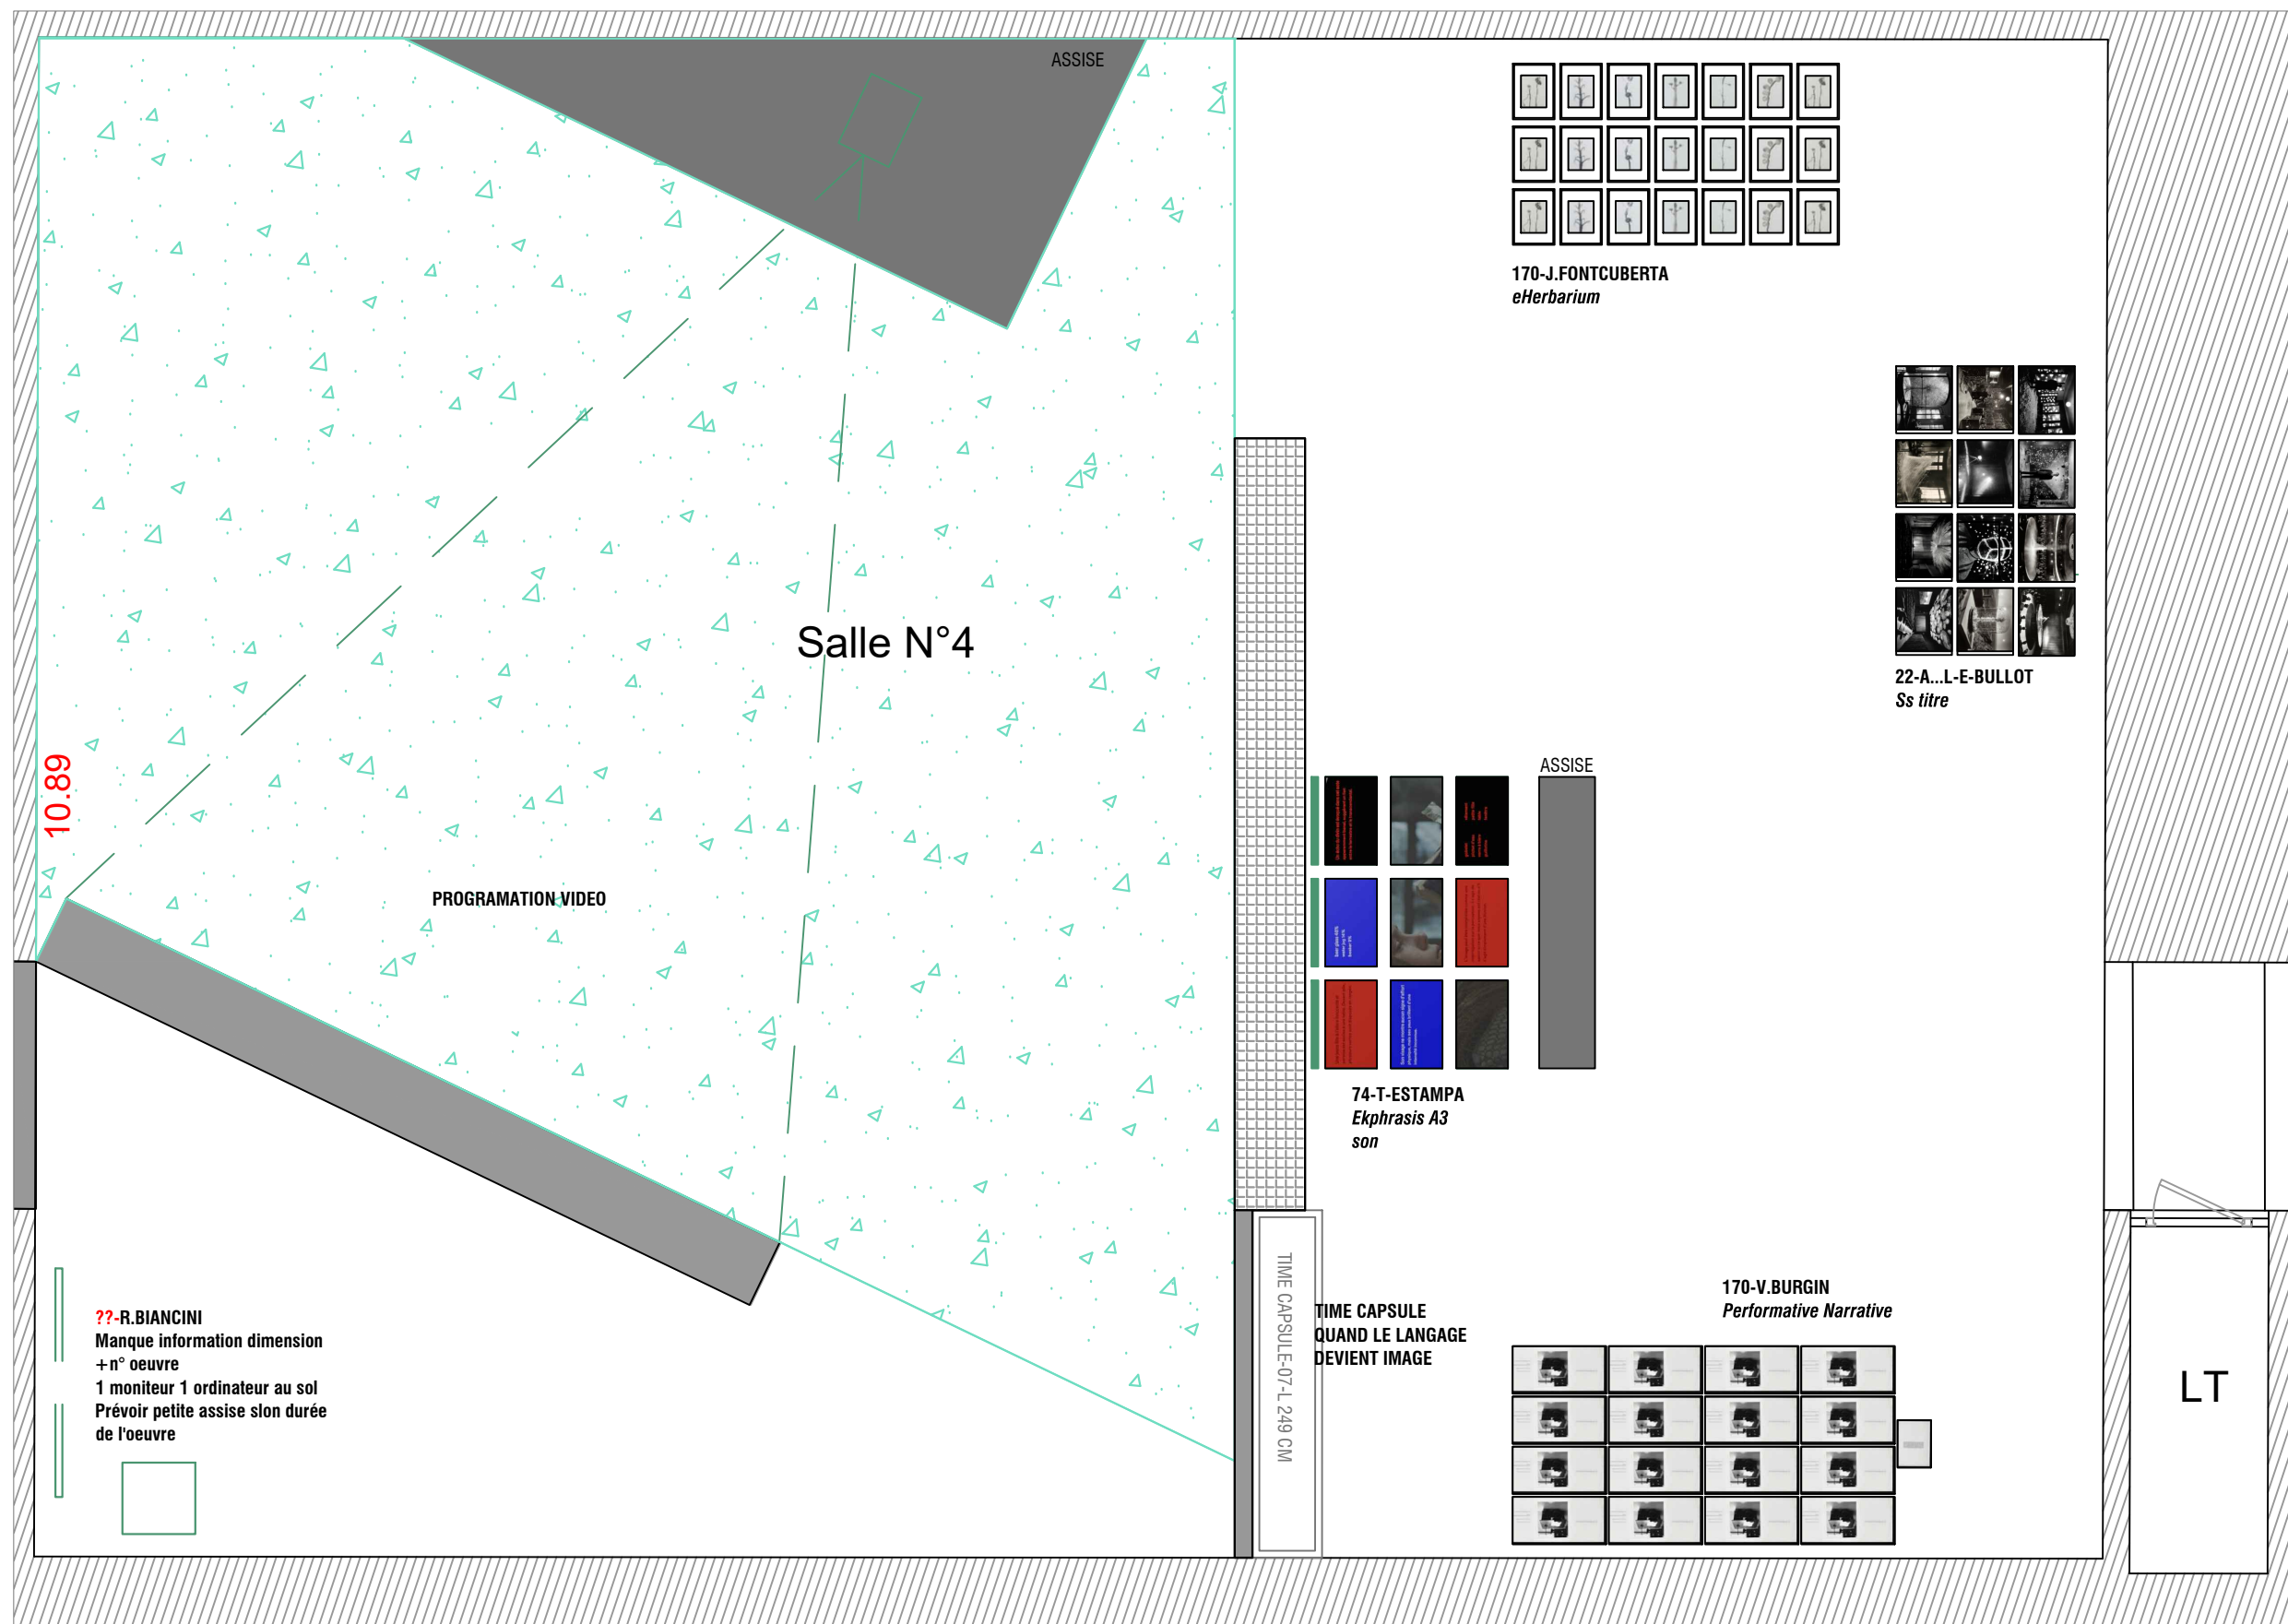 ASSISE
170-J.FONTCUBERTA
eHerbarium
Salle N°4
22-A...L-E-BULLOT
Ss titre
10.89
ASSISE
PROGRAMATION VIDEO
74-T-ESTAMPA
Ekphrasis A3
son
TIME CAPSULE-07-L 249 CM
TIME CAPSULE
QUAND LE LANGAGE
DEVIENT IMAGE
170-V.BURGIN
Performative Narrative
??-R.BIANCINI
Manque information dimension
+n° oeuvre
1 moniteur 1 ordinateur au sol
Prévoir petite assise slon durée
de l'oeuvre
LT